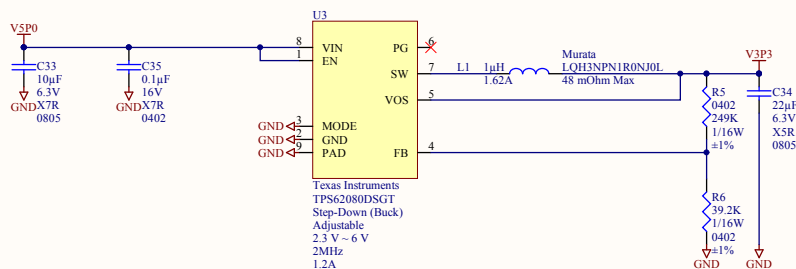 U3
V5P0
V3P3
C33
10µF
6.3V
X7R
0805
GND
C35
0.1µF
16V
X7R
0402
GND
8 VIN
1 EN
3 MODE
2 GND
9 PAD
GND
GND
GND
PG 6
SW 7
VOS 5
FB 4
L1 1µH
1.62A
Murata
LQH3NPN1R0NJ0L
48 mOhm Max
R5
0402
249K
1/16W
±1%
C34
22µF
6.3V
X5R
0805
R6
39.2K
1/16W
0402
±1%
GND
GND
Texas Instruments
TPS62080DSGT
Step-Down (Buck)
Adjustable
2.3 V ~ 6 V
2MHz
1.2A